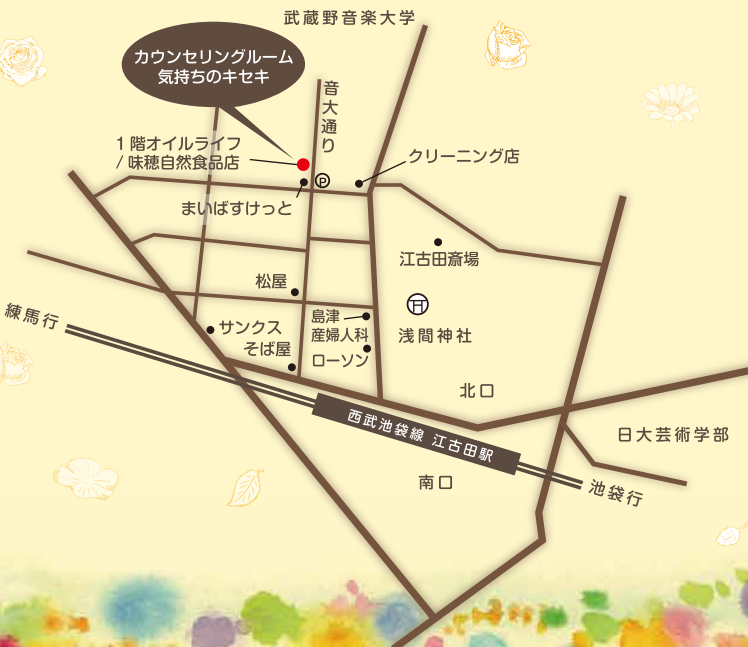 武蔵野音楽大学
カウンセリングルーム
気持ちのキセキ
音大通り
1階オイルライフ
/ 味穂自然食品店
クリーニング店
P
まいばすけっと
江古田斎場
松屋
島津
産婦人科
浅間神社
練馬行
サンクス
そば屋
ローソン
北口
西武池袋線 江古田駅
日大芸術学部
南口
池袋行